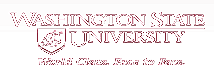 WASHINGTON STATE
UNIVERSITY
World Class. Face to Face.